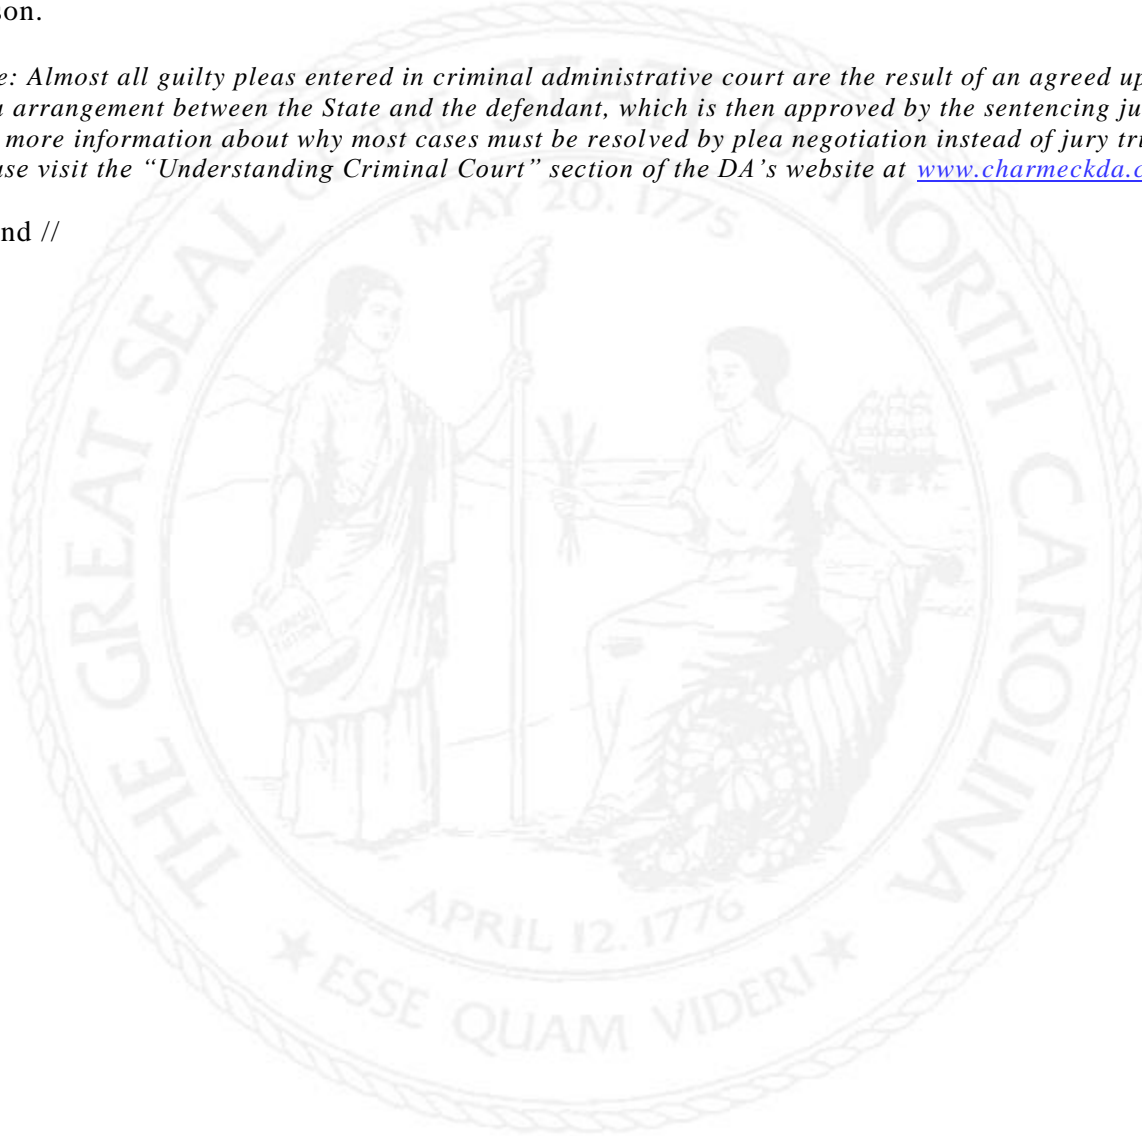 son.
e: Almost all guilty pleas entered in criminal administrative court are the result of an agreed up
a arrangement between the State and the defendant, which is then approved by the sentencing ju
more information about why most cases must be resolved by plea negotiation instead of jury tri
use visit the “Understanding Criminal Court” section of the DA’s website at www.charmeckda.c
nd //
THE GREAT SEAL OF THE STATE OF NORTH CAROLINA
MAY 20. 1775
CONSTITUTION
APRIL 12. 1776
★ ESSE QUAM VIDERI ★